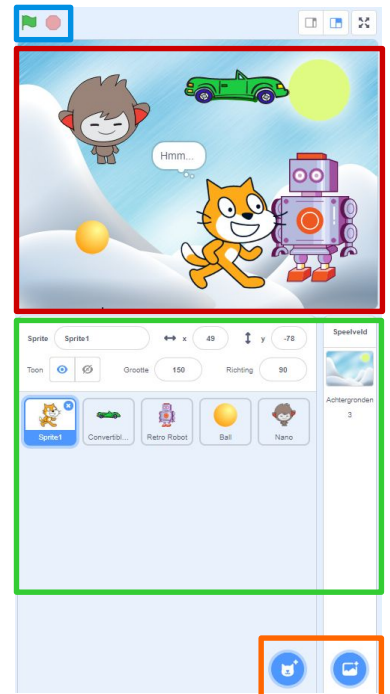 Hmm...
Sprite Sprite1 x 49 y -78
Speelveld
Toon Grootte 150 Richting 90
Achtergronden
3
Sprite1 Convertibl... Retro Robot Ball Nano